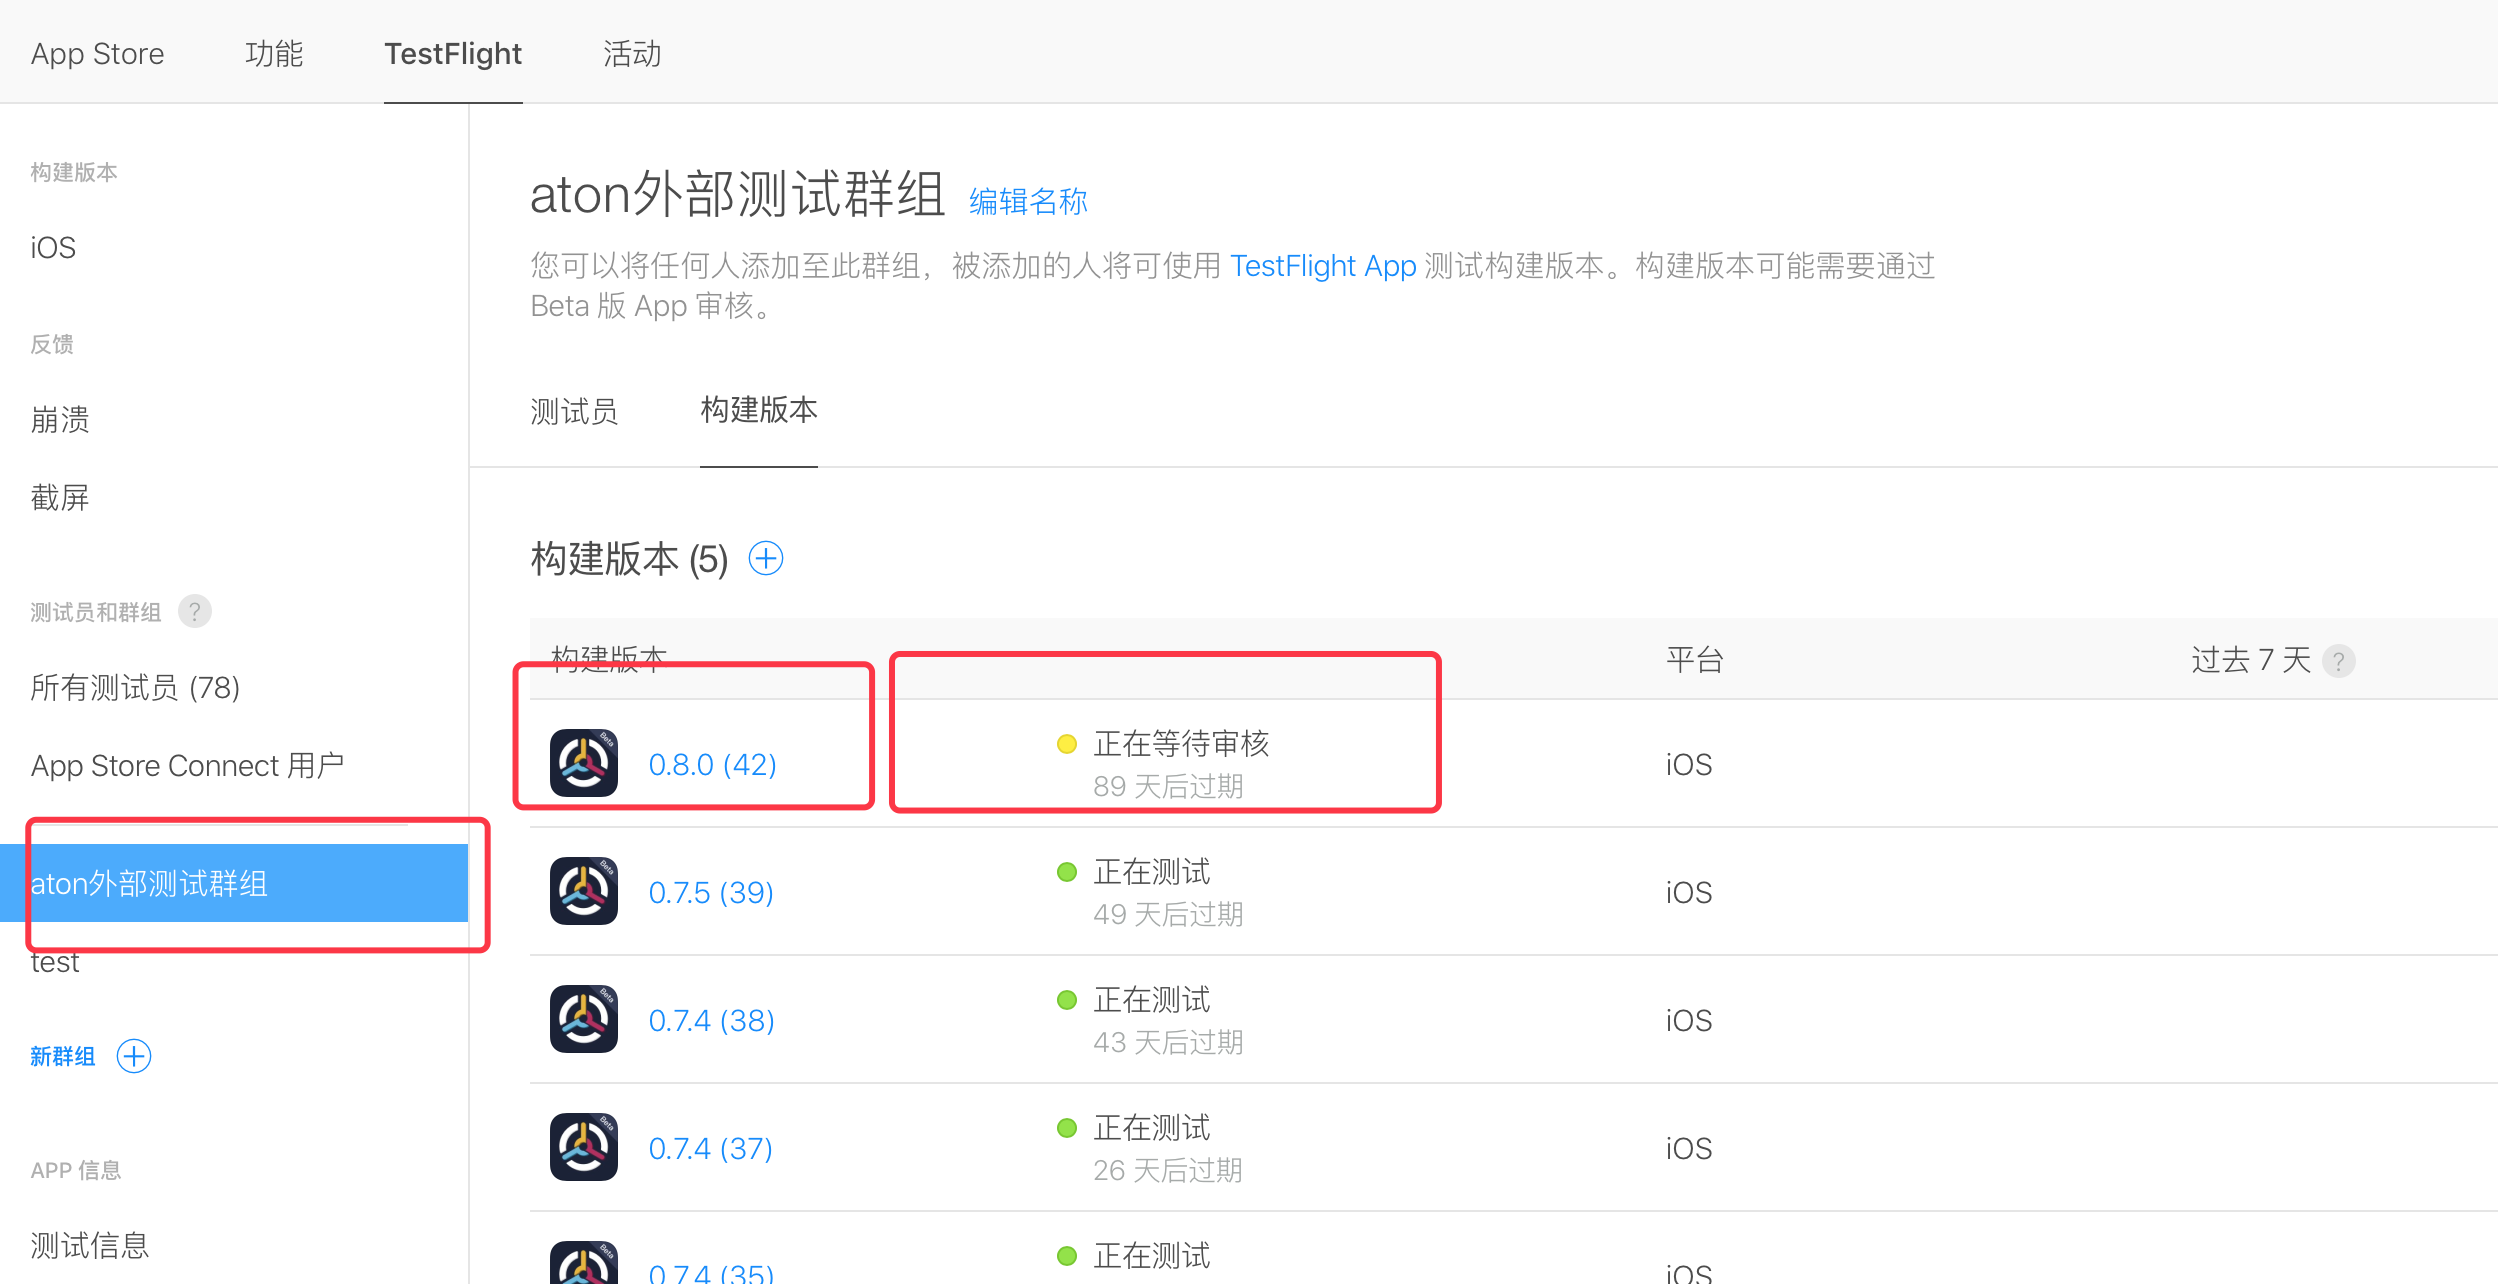 App Store 功能 TestFlight 活动
构建版本
iOS
反馈
崩溃
截屏
测试员和群组 ?
所有测试员 (78)
App Store Connect 用户
aton外部测试群组
test
新群组
APP 信息
测试信息
aton外部测试群组 编辑名称
您可以将任何人添加至此群组，被添加的人将可使用 TestFlight App 测试构建版本。构建版本可能需要通过
Beta 版 App 审核。
测试员 构建版本
构建版本 (5)
构建版本 平台 过去 7 天 ?
Beta 0.8.0 (42) 正在等待审核 iOS
89 天后过期
Beta 0.7.5 (39) 正在测试 iOS
49 天后过期
Beta 0.7.4 (38) 正在测试 iOS
43 天后过期
Beta 0.7.4 (37) 正在测试 iOS
26 天后过期
Beta 0.7.4 (35) 正在测试 iOS